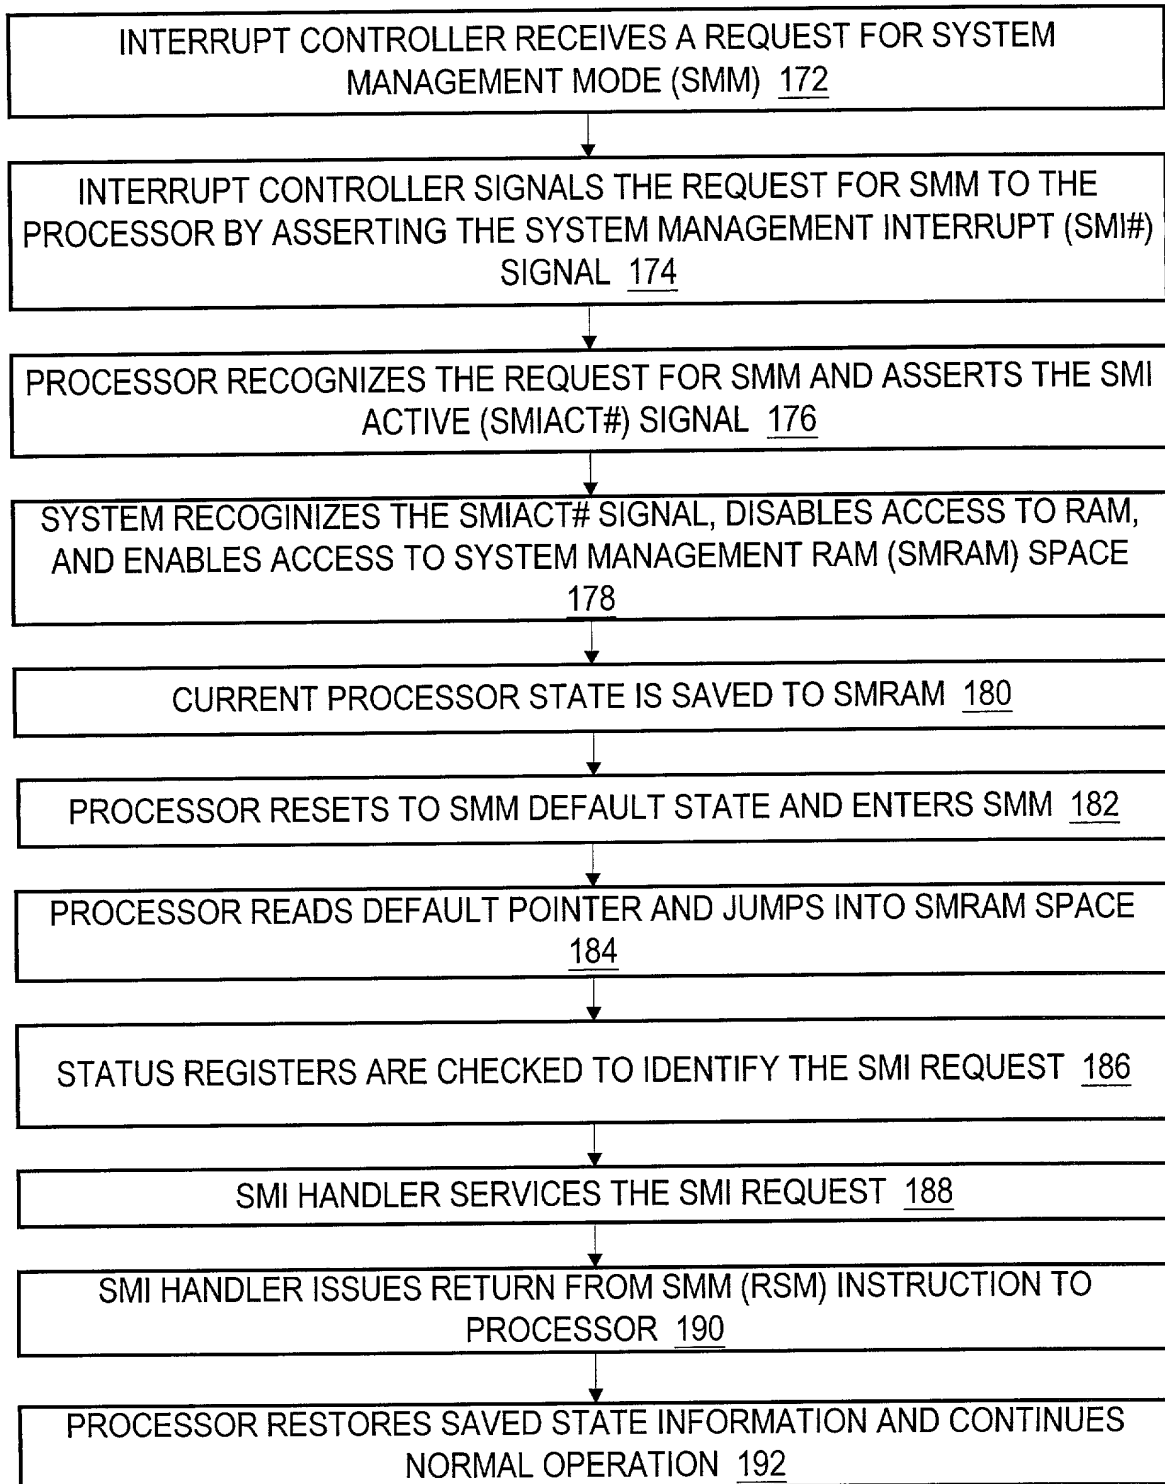 INTERRUPT CONTROLLER RECEIVES A REQUEST FOR SYSTEM
MANAGEMENT MODE (SMM) 172
INTERRUPT CONTROLLER SIGNALS THE REQUEST FOR SMM TO THE
PROCESSOR BY ASSERTING THE SYSTEM MANAGEMENT INTERRUPT (SMI#)
SIGNAL 174
PROCESSOR RECOGNIZES THE REQUEST FOR SMM AND ASSERTS THE SMI
ACTIVE (SMIACT#) SIGNAL 176
SYSTEM RECOGINIZES THE SMIACT# SIGNAL, DISABLES ACCESS TO RAM,
AND ENABLES ACCESS TO SYSTEM MANAGEMENT RAM (SMRAM) SPACE
178
CURRENT PROCESSOR STATE IS SAVED TO SMRAM 180
PROCESSOR RESETS TO SMM DEFAULT STATE AND ENTERS SMM 182
PROCESSOR READS DEFAULT POINTER AND JUMPS INTO SMRAM SPACE
184
STATUS REGISTERS ARE CHECKED TO IDENTIFY THE SMI REQUEST 186
SMI HANDLER SERVICES THE SMI REQUEST 188
SMI HANDLER ISSUES RETURN FROM SMM (RSM) INSTRUCTION TO
PROCESSOR 190
PROCESSOR RESTORES SAVED STATE INFORMATION AND CONTINUES
NORMAL OPERATION 192